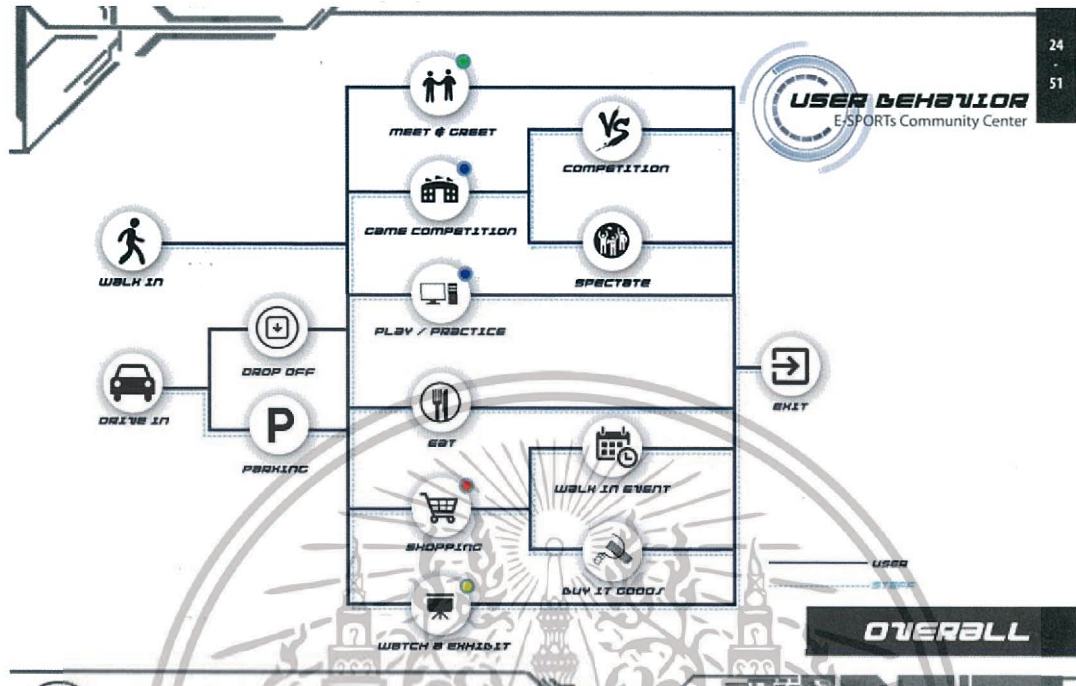 24
-
51
USER BEHAVIOR
E-SPORTs Community Center
MEET & GREET
VS
COMPETITION
GAME COMPETITION
SPECTATE
WALK IN
PLAY / PRACTICE
DROP OFF
DRIVE IN
P
PARKING
EAT
EXIT
WALK IN EVENT
SHOPPING
BUY IT GOODS
WATCH A EXHIBIT
USER
STAFF
OVERALL